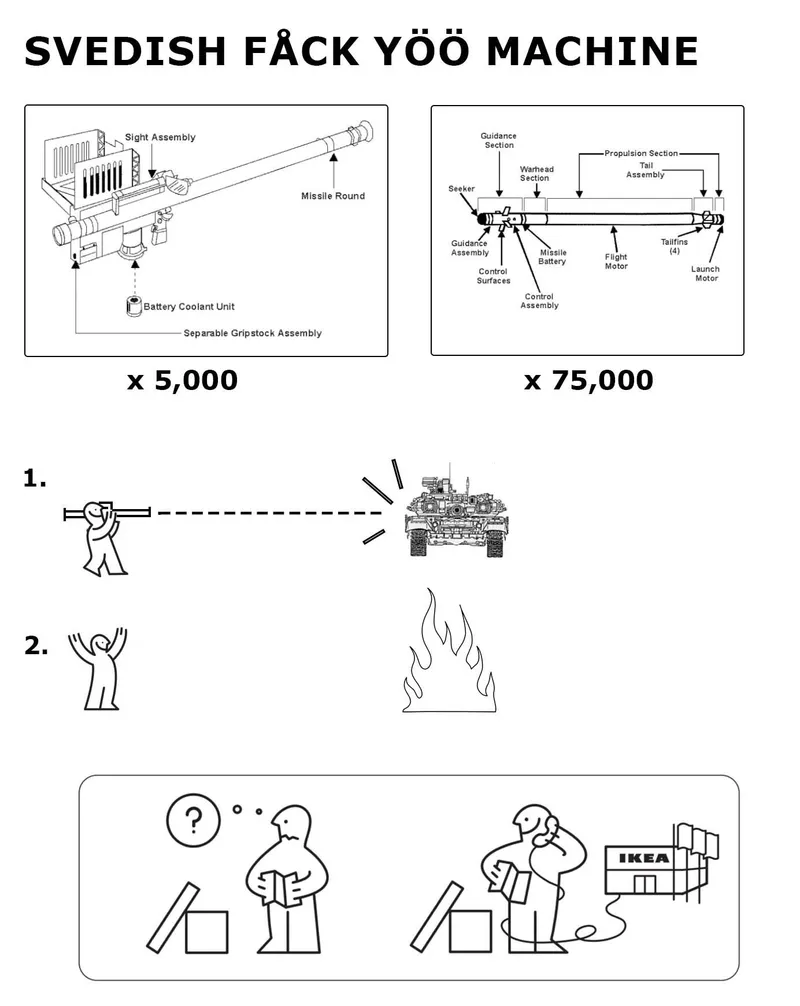 SVEDISH FÅCK YÖÖ MACHINE
Sight Assembly
Missile Round
Battery Coolant Unit
Separable Gripstock Assembly
Guidance
Section
Propulsion Section
Warhead
Section
Tail
Assembly
Seeker
Guidance
Assembly
Control
Surfaces
Missile
Battery
Control
Assembly
Flight
Motor
Tailfins
(4)
Launch
Motor
x 5,000
x 75,000
1.
2.
?
IKEA